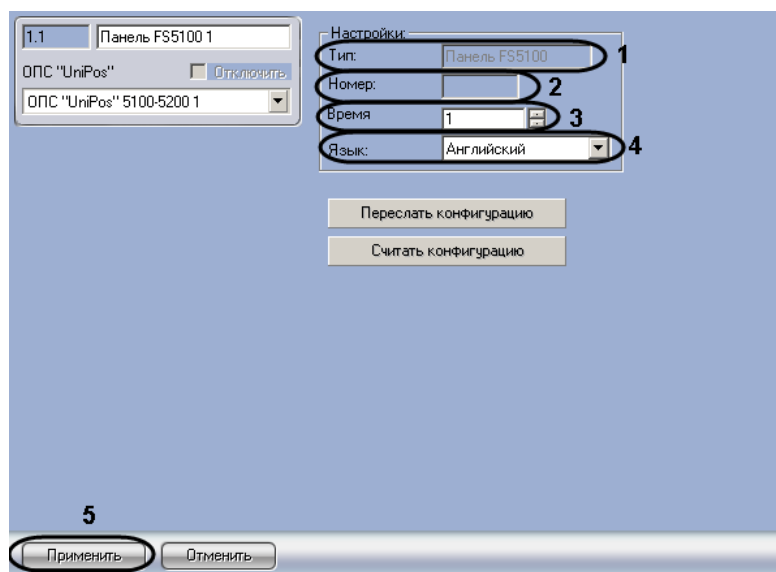 1.1 Панель FS5100 1
ОПС "UniPos" Отключить
ОПС "UniPos" 5100-5200 1
Настройки:
Тип: Панель FS5100 1
Номер: 2
Время 1 3
Язык: Английский 4
Переслать конфигурацию
Считать конфигурацию
5
Применить Отменить